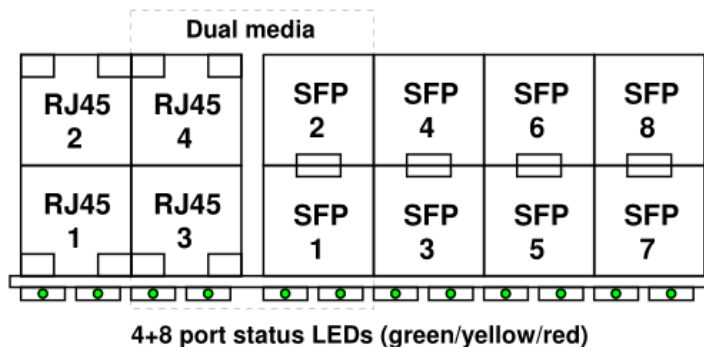 Dual media
RJ45
2
RJ45
4
SFP
2
SFP
4
SFP
6
SFP
8
RJ45
1
RJ45
3
SFP
1
SFP
3
SFP
5
SFP
7
4+8 port status LEDs (green/yellow/red)